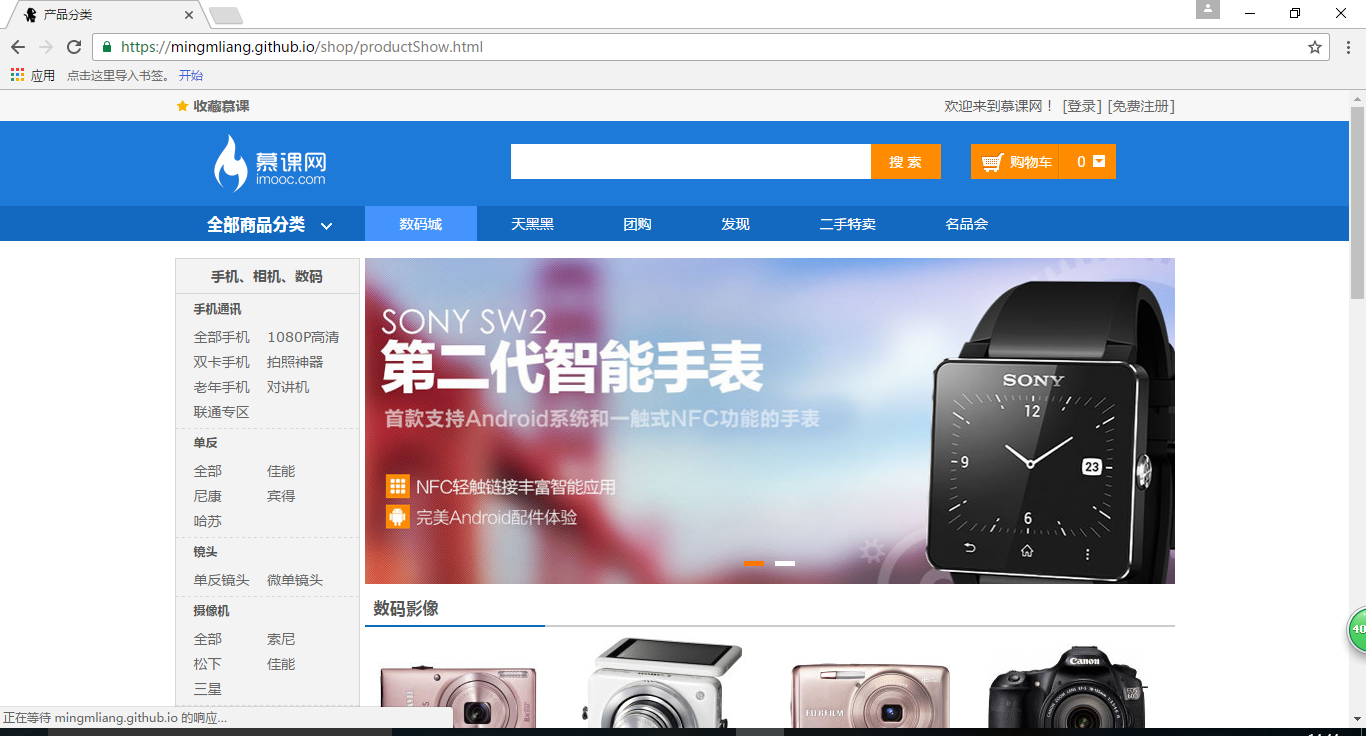 产品分类
https://mingmliang.github.io/shop/productShow.html
应用 点击这里导入书签。 开始
收藏慕课 欢迎来到慕课网！ [登录] [免费注册]
慕课网
imooc.com
搜 索
购物车 0
全部商品分类 数码城 天黑黑 团购 发现 二手特卖 名品会
手机、相机、数码
手机通讯
全部手机 1080P高清
双卡手机 拍照神器
老年手机 对讲机
联通专区
单反
全部 佳能
尼康 宾得
哈苏
镜头
单反镜头 微单镜头
摄像机
全部 索尼
松下 佳能
三星
SONY SW2
第二代智能手表
首款支持Android系统和一触式NFC功能的手表
NFC轻触链接丰富智能应用
完美Android配件体验
SONY
12
9
23
6
数码影像
FUJIFILM
Canon
40
正在等待 mingmliang.github.io 的响应...